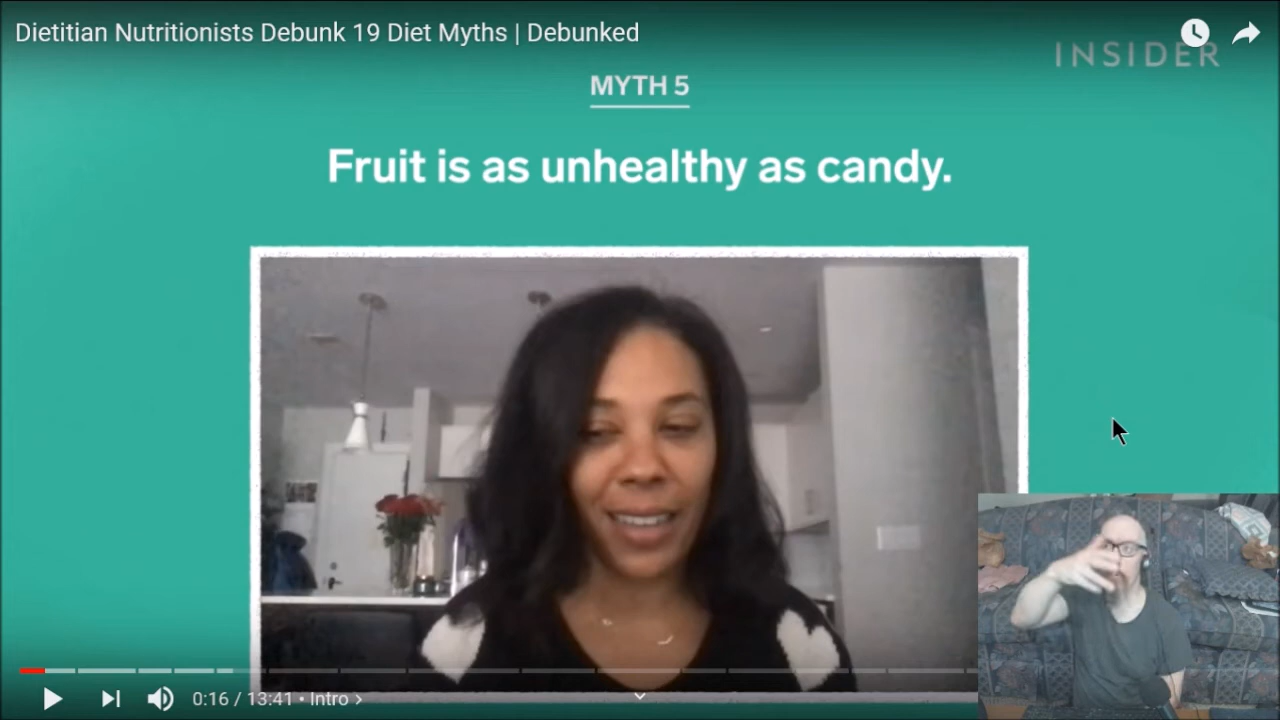 Dietitian Nutritionists Debunk 19 Diet Myths | Debunked
INSIDER
MYTH 5
Fruit is as unhealthy as candy.
0:16 / 13:41 • Intro >